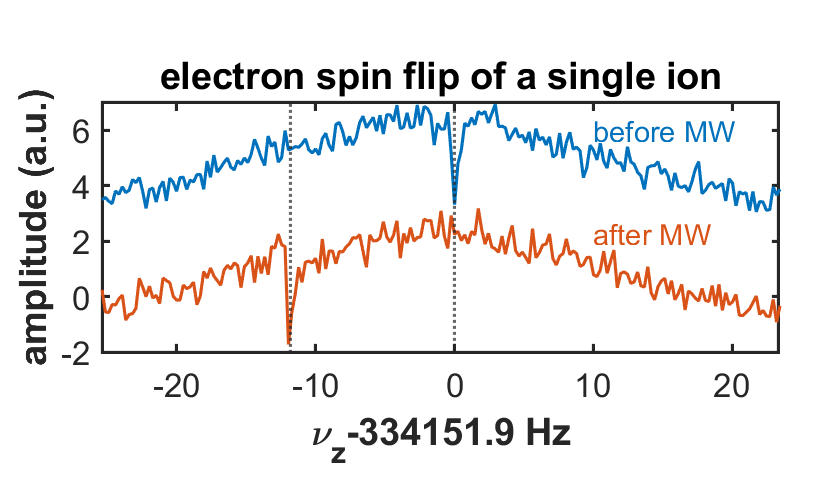 electron spin flip of a single ion
amplitude (a.u.)
6
4
2
0
-2
before MW
after MW
-20 -10 0 10 20
νz-334151.9 Hz